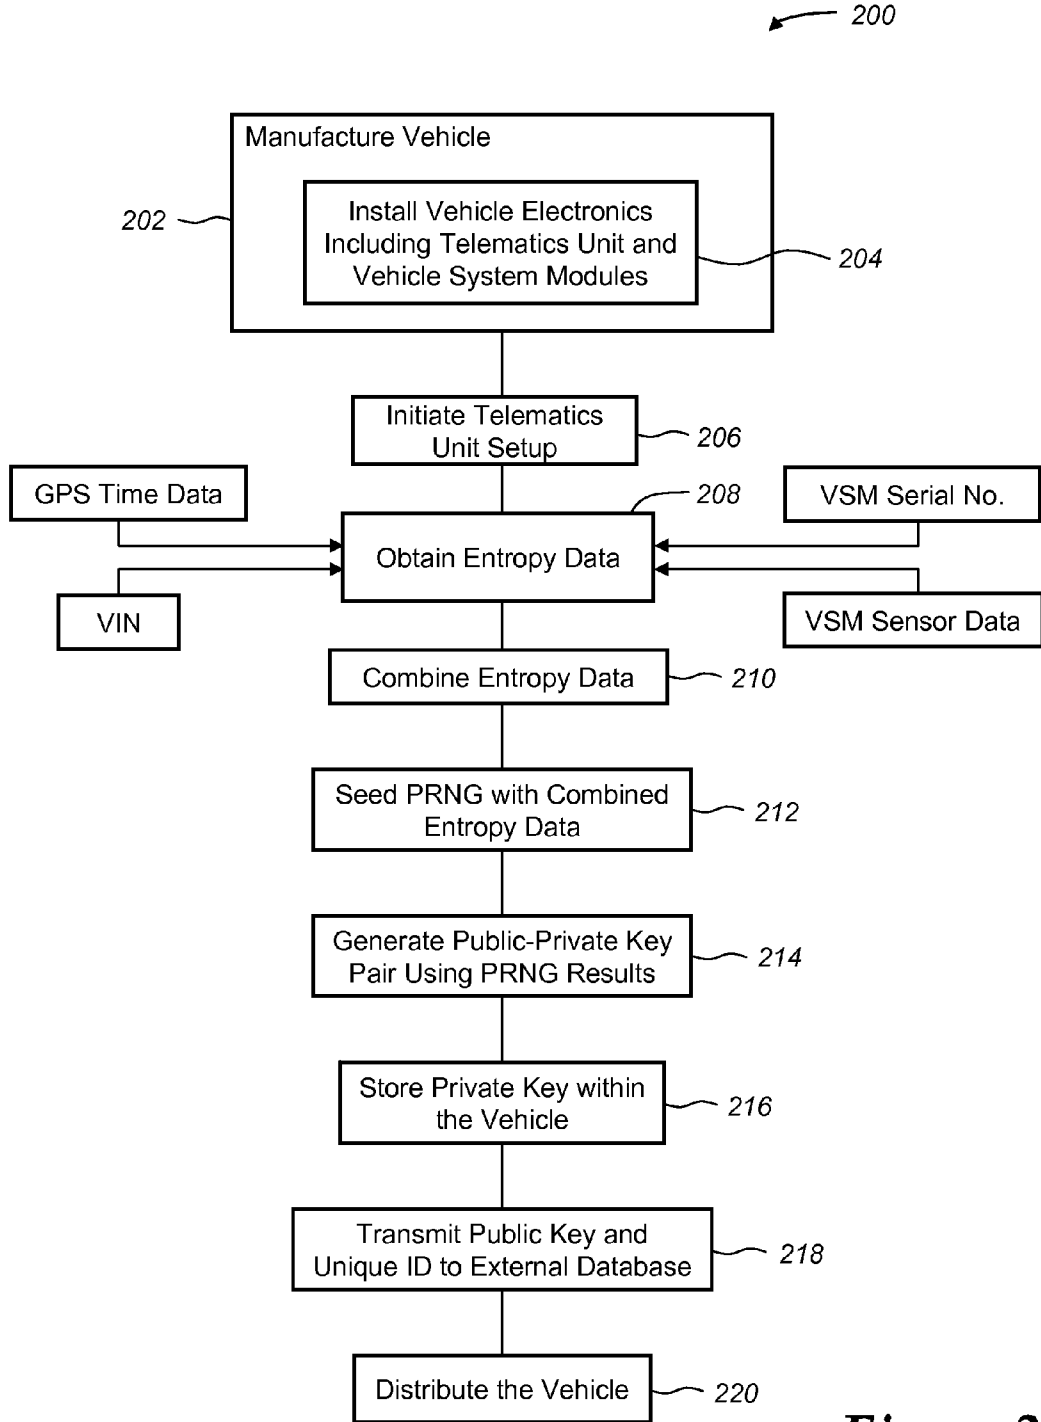 200
Manufacture Vehicle
Install Vehicle Electronics
Including Telematics Unit and
Vehicle System Modules
202
204
Initiate Telematics
Unit Setup
206
GPS Time Data
208
VSM Serial No.
Obtain Entropy Data
VIN
VSM Sensor Data
Combine Entropy Data
210
Seed PRNG with Combined
Entropy Data
212
Generate Public-Private Key
Pair Using PRNG Results
214
Store Private Key within
the Vehicle
216
Transmit Public Key and
Unique ID to External Database
218
Distribute the Vehicle
220